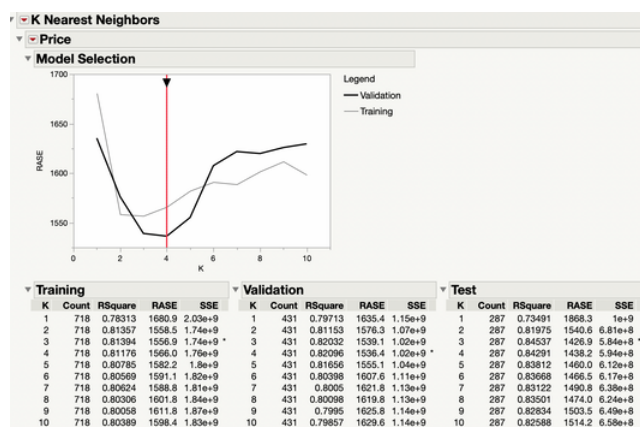 K Nearest Neighbors
Price
Model Selection
1700
1650
1600
1550
RASE
0 2 4 6 8 10
K
Legend
Validation
Training
Training
K Count RSquare RASE SSE
1 718 0.78313 1680.9 2.03e+9
2 718 0.81357 1558.5 1.74e+9
3 718 0.81394 1556.9 1.74e+9 *
4 718 0.81176 1566.0 1.76e+9
5 718 0.80785 1582.2 1.8e+9
6 718 0.80569 1591.1 1.82e+9
7 718 0.80624 1588.8 1.81e+9
8 718 0.80306 1601.8 1.84e+9
9 718 0.80058 1611.8 1.87e+9
10 718 0.80389 1598.4 1.83e+9
Validation
K Count RSquare RASE SSE
1 431 0.79713 1635.4 1.15e+9
2 431 0.81153 1576.3 1.07e+9
3 431 0.82032 1539.1 1.02e+9
4 431 0.82096 1536.4 1.02e+9 *
5 431 0.81656 1555.1 1.04e+9
6 431 0.80398 1607.6 1.11e+9
7 431 0.8005 1621.8 1.13e+9
8 431 0.80098 1619.8 1.13e+9
9 431 0.7995 1625.8 1.14e+9
10 431 0.79857 1629.6 1.14e+9
Test
K Count RSquare RASE SSE
1 287 0.73491 1868.3 1e+9
2 287 0.81975 1540.6 6.81e+8
3 287 0.84537 1426.9 5.84e+8 *
4 287 0.84291 1438.2 5.94e+8
5 287 0.83812 1460.0 6.12e+8
6 287 0.83668 1466.5 6.17e+8
7 287 0.83122 1490.8 6.38e+8
8 287 0.83501 1474.0 6.24e+8
9 287 0.82834 1503.5 6.49e+8
10 287 0.82588 1514.2 6.58e+8